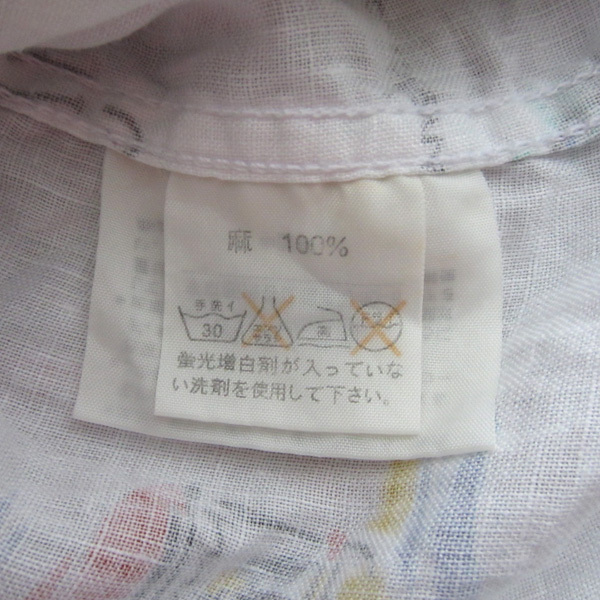 麻 100%
手洗イ
30 高
蛍光増白剤が入っていな
い洗剤を使用して下さい。